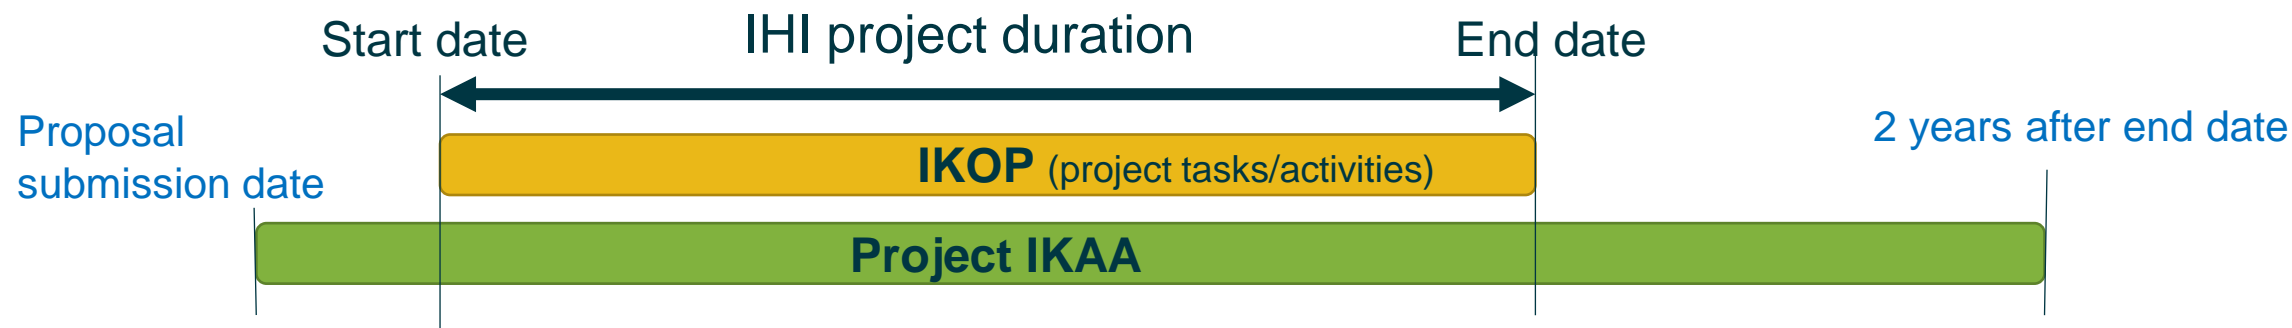 Start date
IHI project duration
End date
Proposal
submission date
2 years after end date
IKOP (project tasks/activities)
Project IKAA